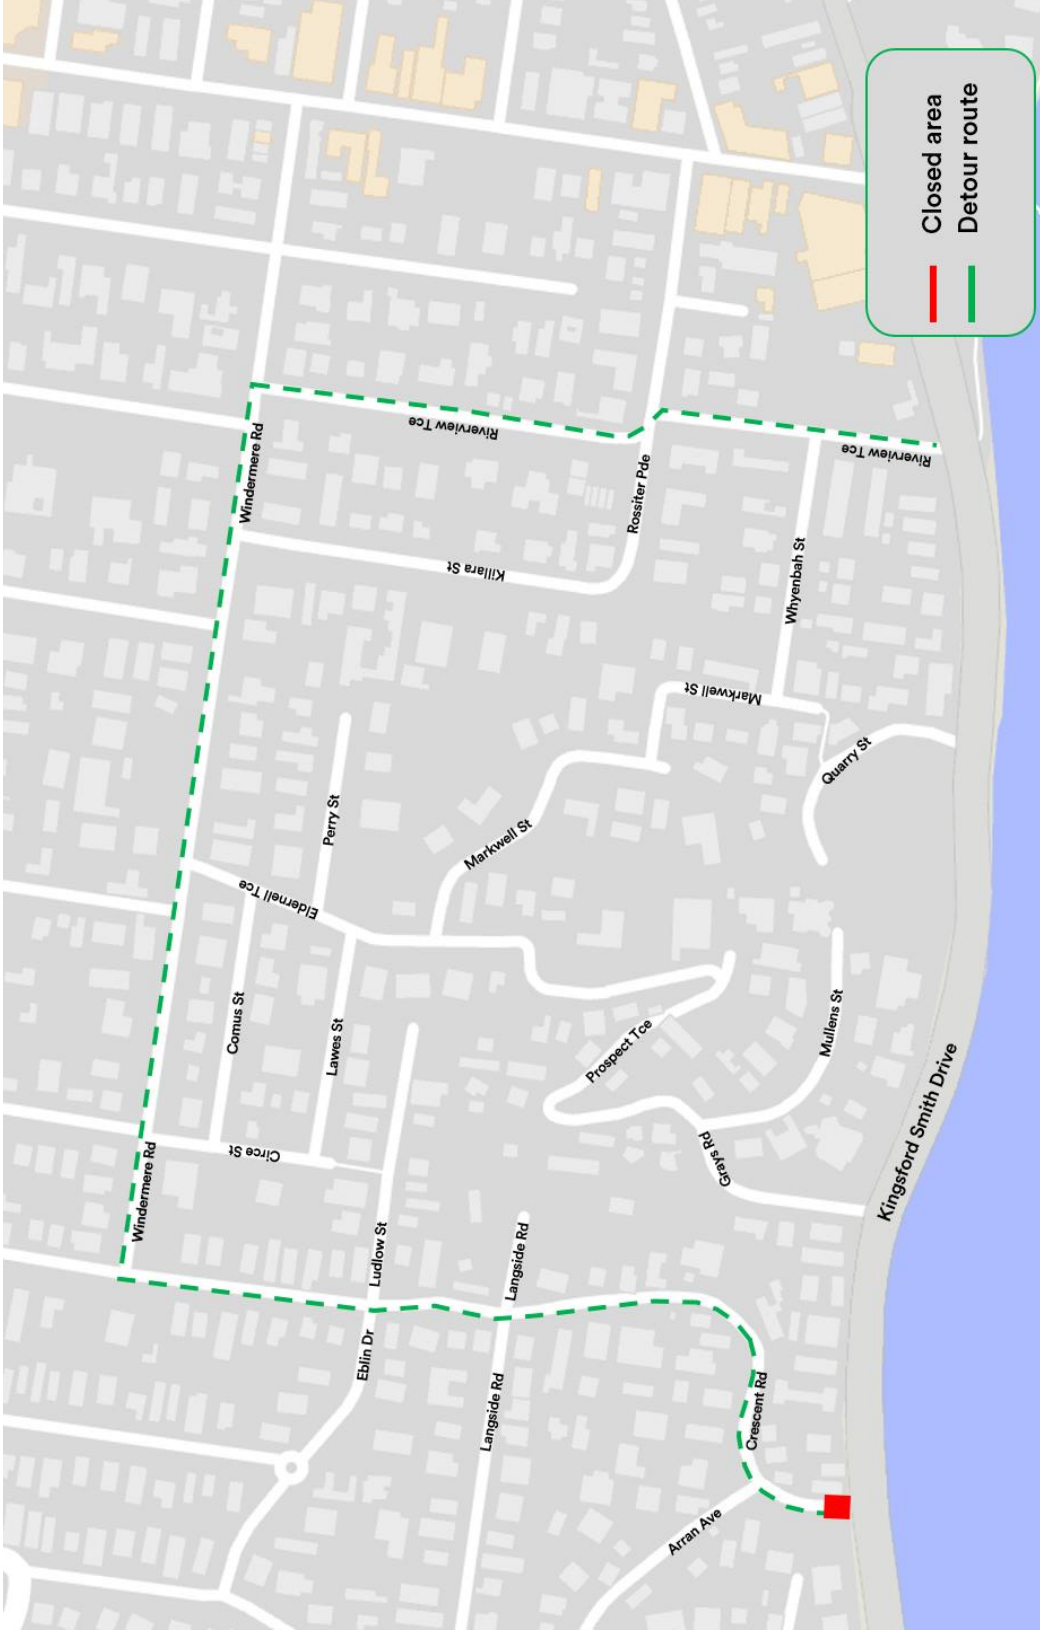 Closed area
Detour route
Riverview Tce
Windermere Rd
Riverview Tce
Rossiter Pde
Killara St
Whyenbah St
Markwell St
Quarry St
Perry St
Markwell St
Eldernell Tce
Comus St
Lawes St
Prospect Tce
Mullens St
Kingsford Smith Drive
Circe St
Grays Rd
Windermere Rd
Ludlow St
Langside Rd
Eblin Dr
Langside Rd
Crescent Rd
Arran Ave